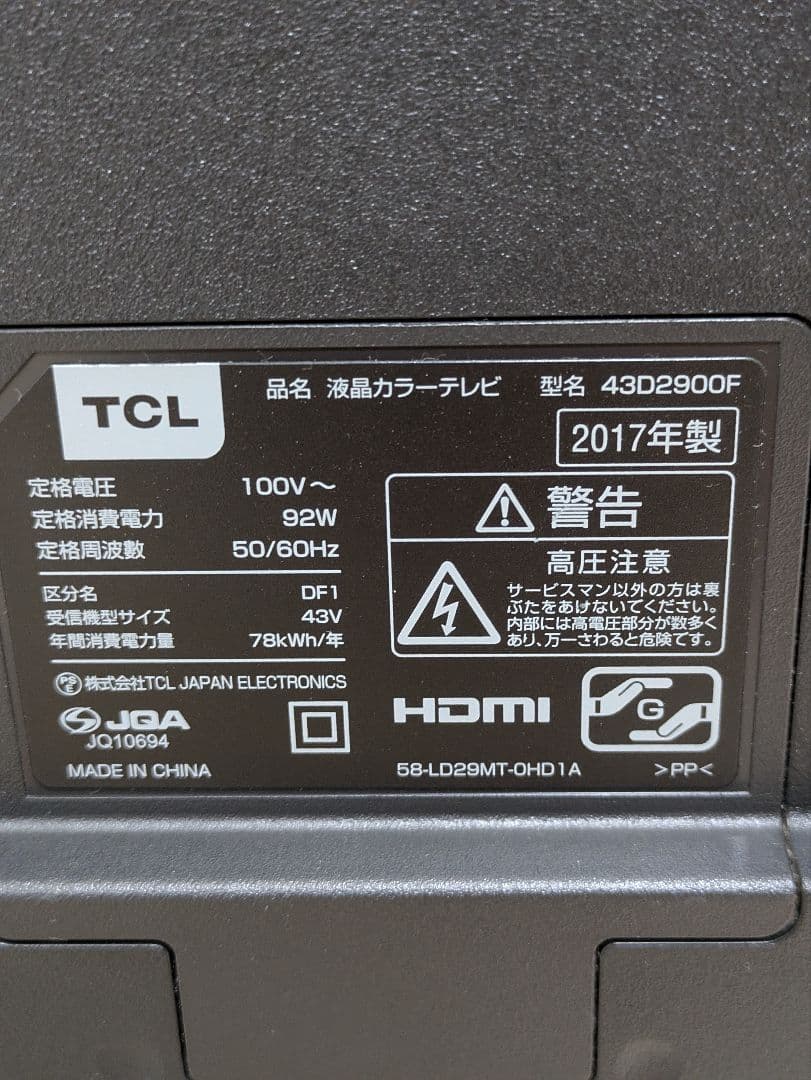 TCL
品名 液晶カラーテレビ 型名 43D2900F
2017年製
定格電圧 100V～
定格消費電力 92W
定格周波数 50/60Hz
区分名 DF1
受信機型サイズ 43V
年間消費電力量 78kWh/年
PSE 株式会社TCL JAPAN ELECTRONICS
JQA
JQ10694
MADE IN CHINA
警告
高圧注意
サービスマン以外の方は裏
ぶたをあけないでください。
内部には高電圧部分が数多く
あり、万一さわると危険です。
HDMI
G
58-LD29MT-0HD1A >PP<